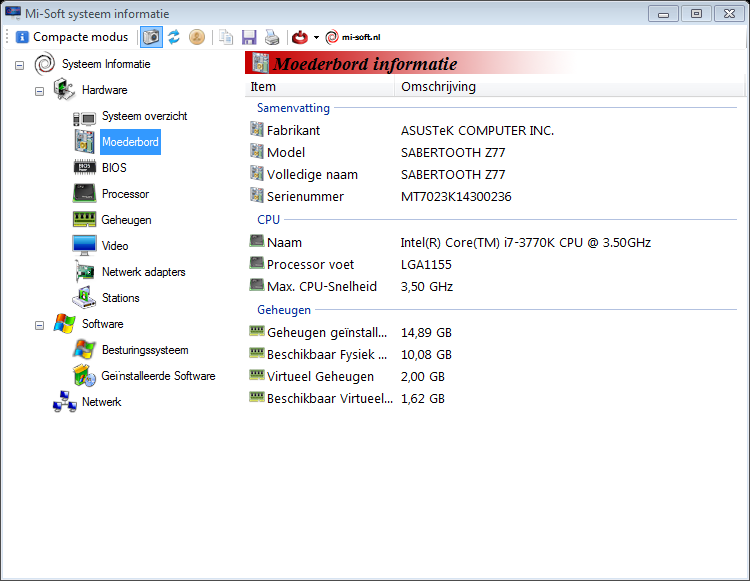 Mi-Soft systeem informatie
Compacte modus mi-soft.nl
Systeem Informatie
Hardware
Systeem overzicht
Moederbord
BIOS
Processor
Geheugen
Video
Netwerk adapters
Stations
Software
Besturingssysteem
Geïnstalleerde Software
Netwerk
Moederbord informatie
Item Omschrijving
Samenvatting
Fabrikant ASUSTeK COMPUTER INC.
Model SABERTOOTH Z77
Volledige naam SABERTOOTH Z77
Serienummer MT7023K14300236
CPU
Naam Intel(R) Core(TM) i7-3770K CPU @ 3.50GHz
Processor voet LGA1155
Max. CPU-Snelheid 3,50 GHz
Geheugen
Geheugen geïnstall... 14,89 GB
Beschikbaar Fysiek ... 10,08 GB
Virtueel Geheugen 2,00 GB
Beschikbaar Virtueel... 1,62 GB